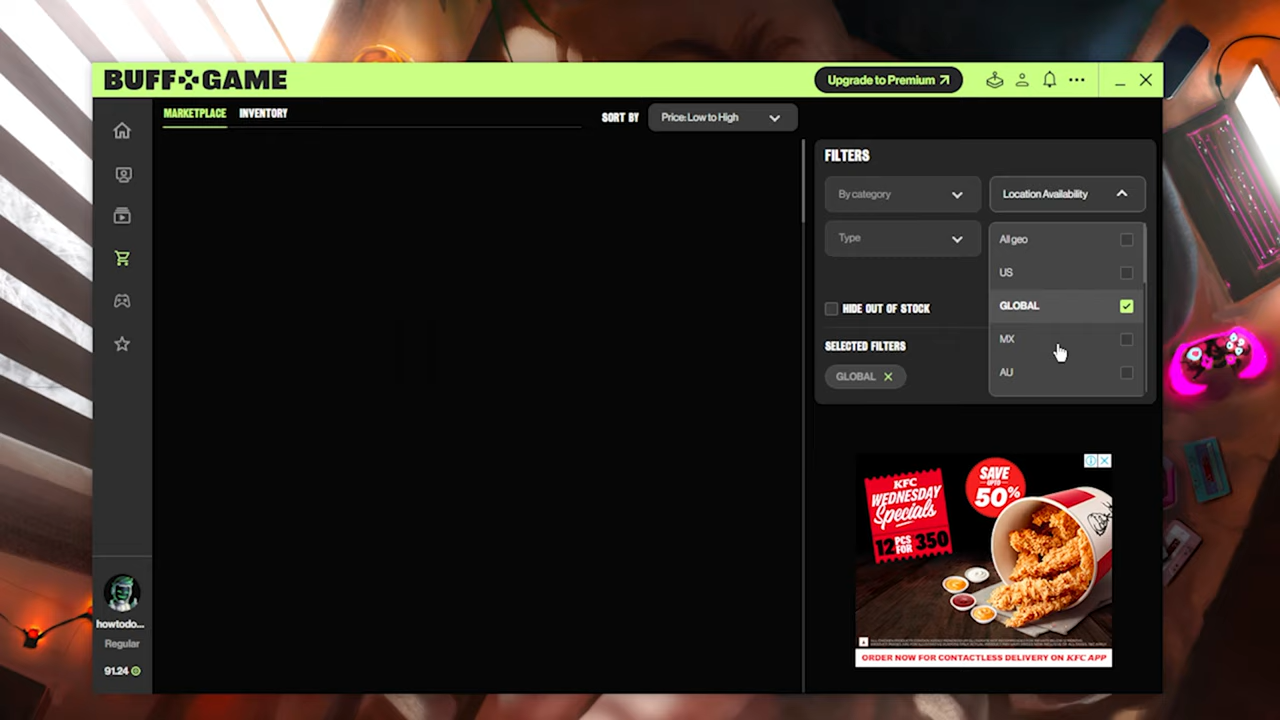 BUFF GAME
Upgrade to Premium
MARKETPLACE
INVENTORY
SORT BY
Price: Low to High
FILTERS
By category
Location Availability
Type
All geo
US
GLOBAL
MX
AU
HIDE OUT OF STOCK
SELECTED FILTERS
GLOBAL
KFC
WEDNESDAY
Specials
12 PCS FOR 350
SAVE
UPTO
50%
ORDER NOW FOR CONTACTLESS DELIVERY ON KFC APP
howtodo...
Regular
91.24